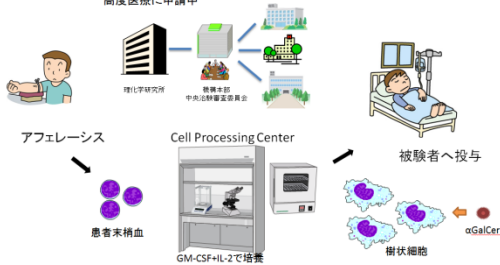 高度医療に申請中
理化学研究所
機構本部
中央治験審査委員会
アフェレーシス
Cell Processing Center
被験者へ投与
患者末梢血
GM-CSF+IL-2で培養
樹状細胞
αGalCer